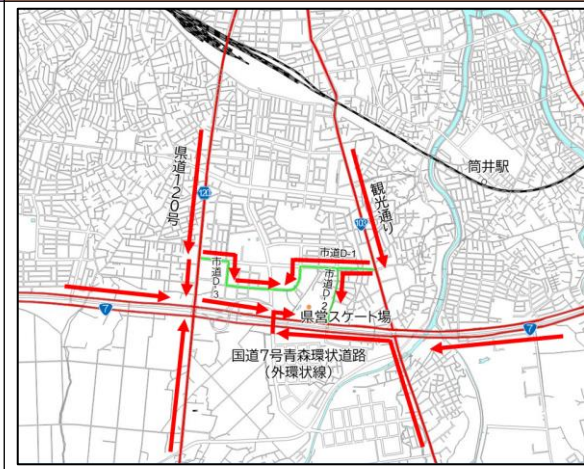 県道120号
120
観光通り
103
筒井駅
市道D-1
市道D-2
市道D-3
7
県営スケート場
7
国道7号青森環状道路
（外環状線）